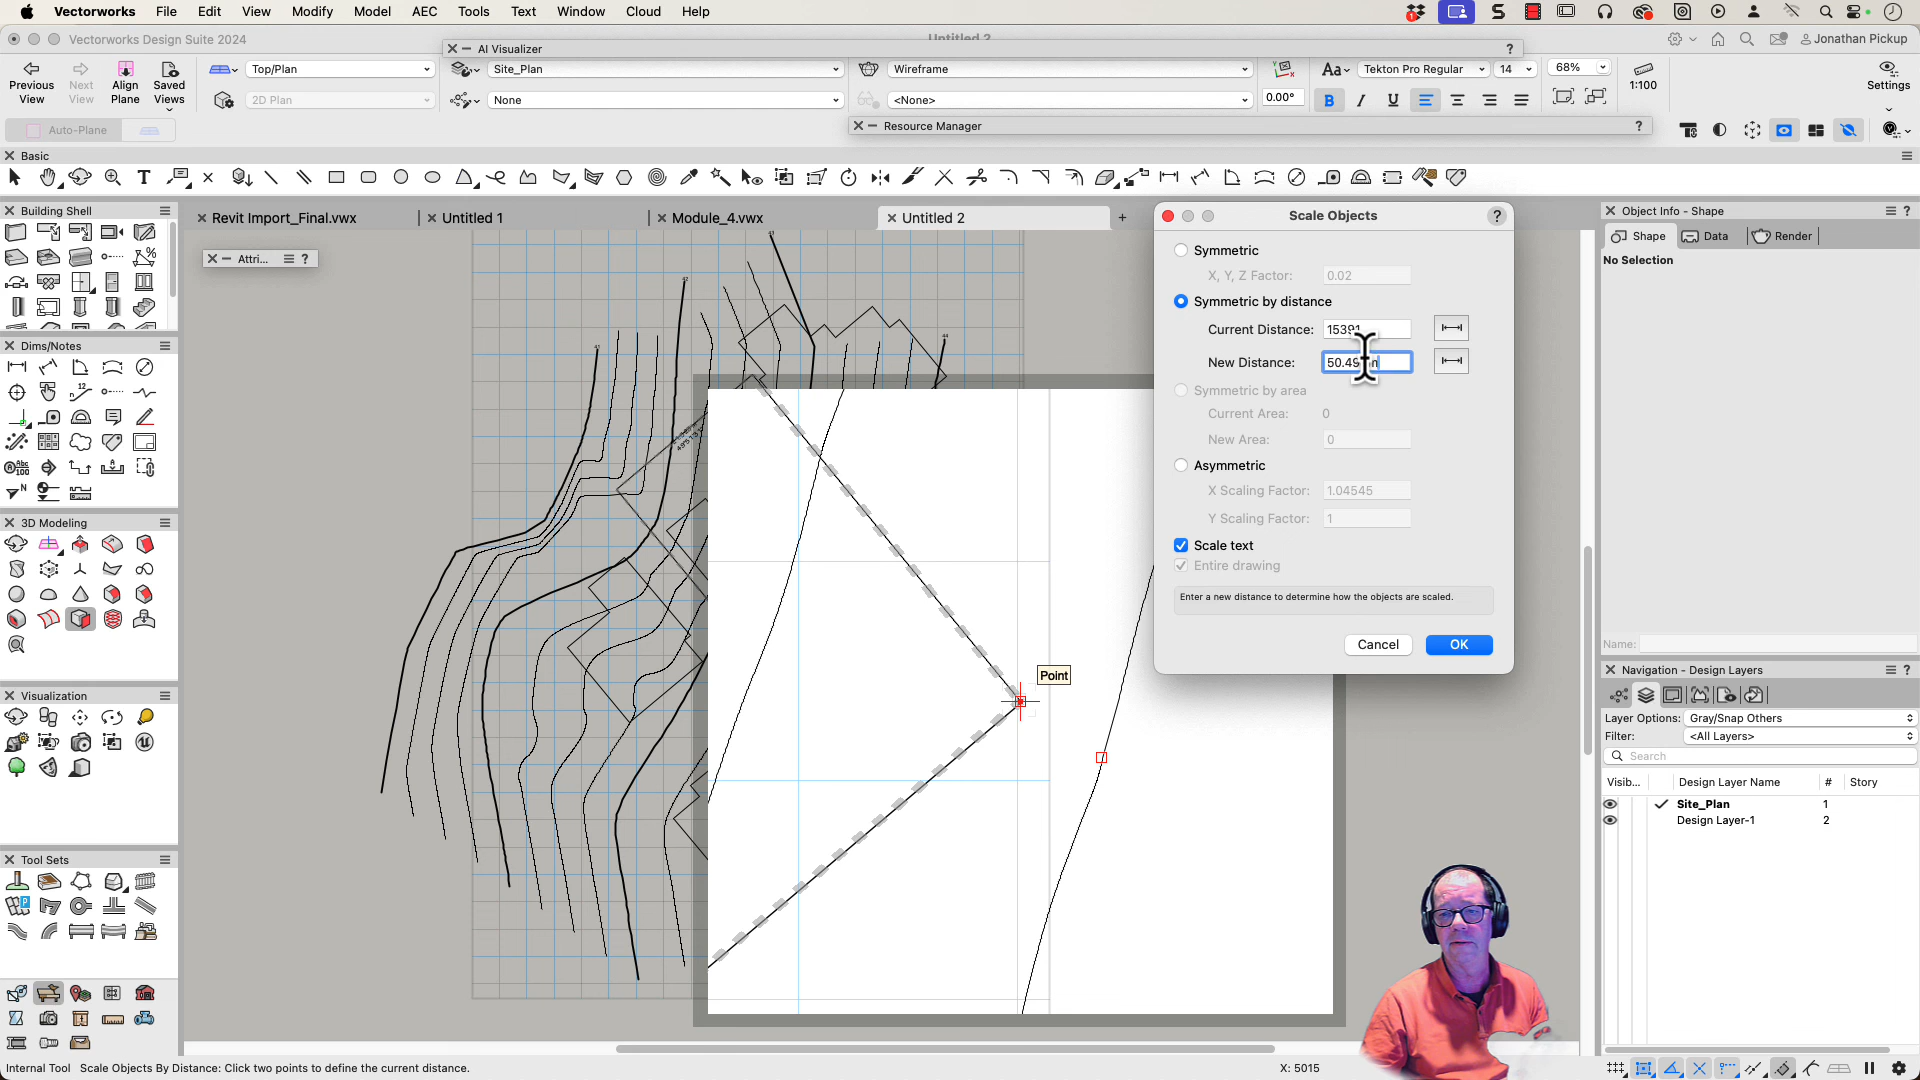 Vectorworks File Edit View Modify Model AEC Tools Text Window Cloud Help
Vectorworks Design Suite 2024
Untitled 2
Jonathan Pickup
AI Visualizer
?
Previous View
Next View
Align Plane
Saved Views
Top/Plan
2D Plan
Site_Plan
None
Wireframe
<None>
0.00°
Tekton Pro Regular
14
68%
1:100
Settings
Auto-Plane
Resource Manager
?
Basic
Building Shell
Revit Import_Final.vwx
Untitled 1
Module_4.vwx
Untitled 2
Attri...
?
Dims/Notes
3D Modeling
Visualization
Tool Sets
41
42
43
44
Point
Scale Objects
?
Symmetric
X, Y, Z Factor: 0.02
Symmetric by distance
Current Distance: 15391
New Distance:
Symmetric by area
Current Area: 0
New Area: 0
Asymmetric
X Scaling Factor: 1.04545
Y Scaling Factor: 1
Scale text
Entire drawing
Enter a new distance to determine how the objects are scaled.
Cancel
OK
Object Info - Shape
?
Shape Data Render
No Selection
Name:
Navigation - Design Layers
?
Layer Options: Gray/Snap Others
Filter: <All Layers>
Search
Visib... Design Layer Name # Story
Site_Plan 1
Design Layer-1 2
Internal Tool Scale Objects By Distance: Click two points to define the current distance.
X: 5015